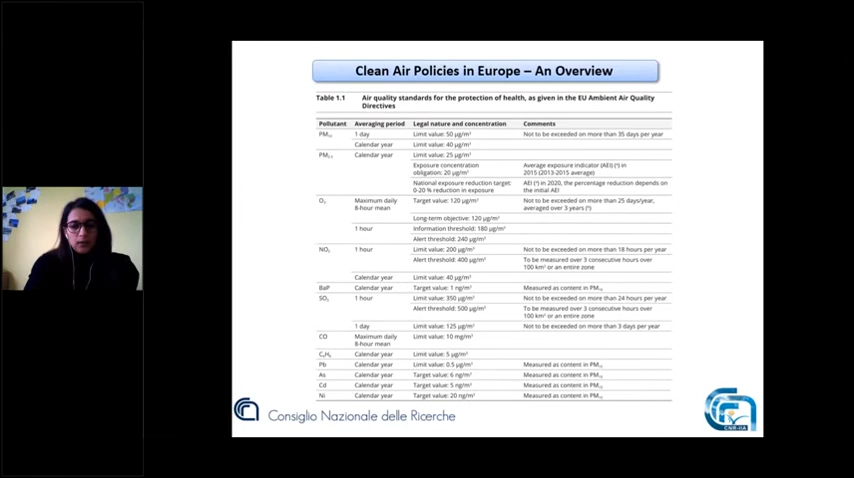 Clean Air Policies in Europe – An Overview
Table 1.1 Air quality standards for the protection of health, as given in the EU Ambient Air Quality
Directives
Pollutant Averaging period Legal nature and concentration Comments
PM₁₀ 1 day Limit value: 50 µg/m³ Not to be exceeded on more than 35 days per year
Calendar year Limit value: 40 µg/m³
PM₂.₅ Calendar year Limit value: 25 µg/m³
Exposure concentration Average exposure indicator (AEI) (ᵃ) in
obligation: 20 µg/m³ 2015 (2013-2015 average)
National exposure reduction target: AEI (ᵃ) in 2020, the percentage reduction depends on
0-20 % reduction in exposure the initial AEI
O₃ Maximum daily Target value: 120 µg/m³ Not to be exceeded on more than 25 days/year,
8-hour mean averaged over 3 years (ᵇ)
Long-term objective: 120 µg/m³
1 hour Information threshold: 180 µg/m³
Alert threshold: 240 µg/m³
NO₂ 1 hour Limit value: 200 µg/m³ Not to be exceeded on more than 18 hours per year
Alert threshold: 400 µg/m³ To be measured over 3 consecutive hours over
100 km² or an entire zone
Calendar year Limit value: 40 µg/m³
BaP Calendar year Target value: 1 ng/m³ Measured as content in PM₁₀
SO₂ 1 hour Limit value: 350 µg/m³ Not to be exceeded on more than 24 hours per year
Alert threshold: 500 µg/m³ To be measured over 3 consecutive hours over
100 km² or an entire zone
1 day Limit value: 125 µg/m³ Not to be exceeded on more than 3 days per year
CO Maximum daily Limit value: 10 mg/m³
8-hour mean
C₆H₆ Calendar year Limit value: 5 µg/m³
Pb Calendar year Limit value: 0.5 µg/m³ Measured as content in PM₁₀
As Calendar year Target value: 6 ng/m³ Measured as content in PM₁₀
Cd Calendar year Target value: 5 ng/m³ Measured as content in PM₁₀
Ni Calendar year Target value: 20 ng/m³ Measured as content in PM₁₀
Consiglio Nazionale delle Ricerche
CNR-IIA